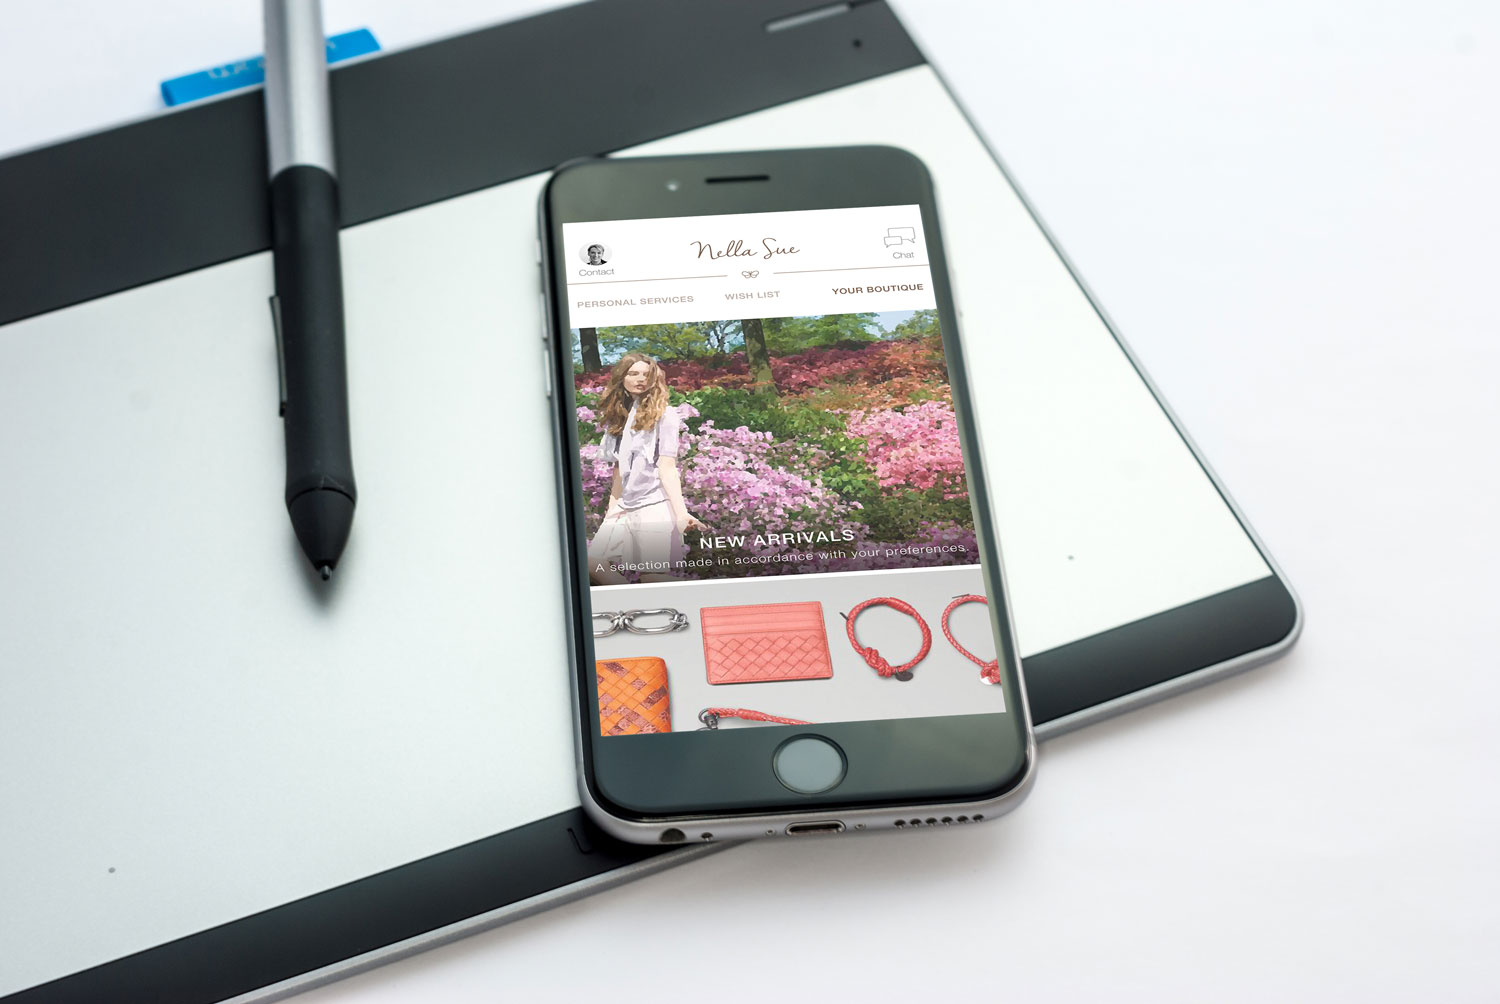 Nella Sue
Contact
Chat
PERSONAL SERVICES
WISH LIST
YOUR BOUTIQUE
NEW ARRIVALS
A selection made in accordance with your preferences.